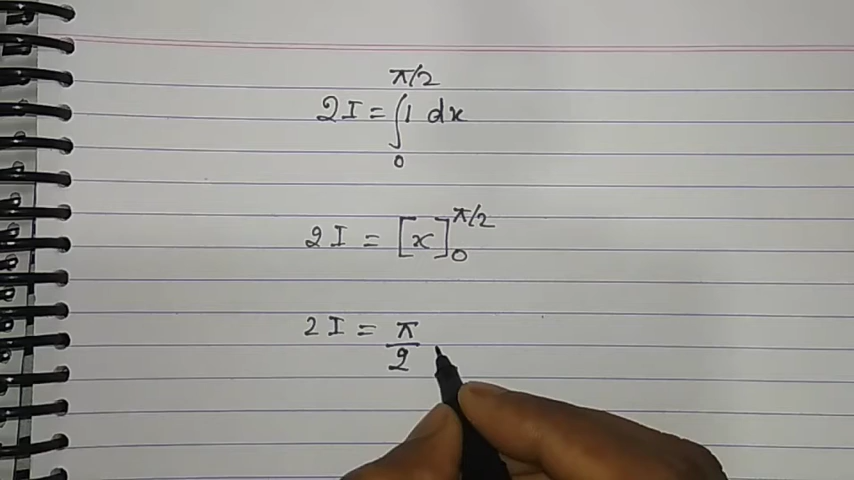 2I = ∫₀^π/2 1 dx
2I = [x]₀^π/2
2I = π/2